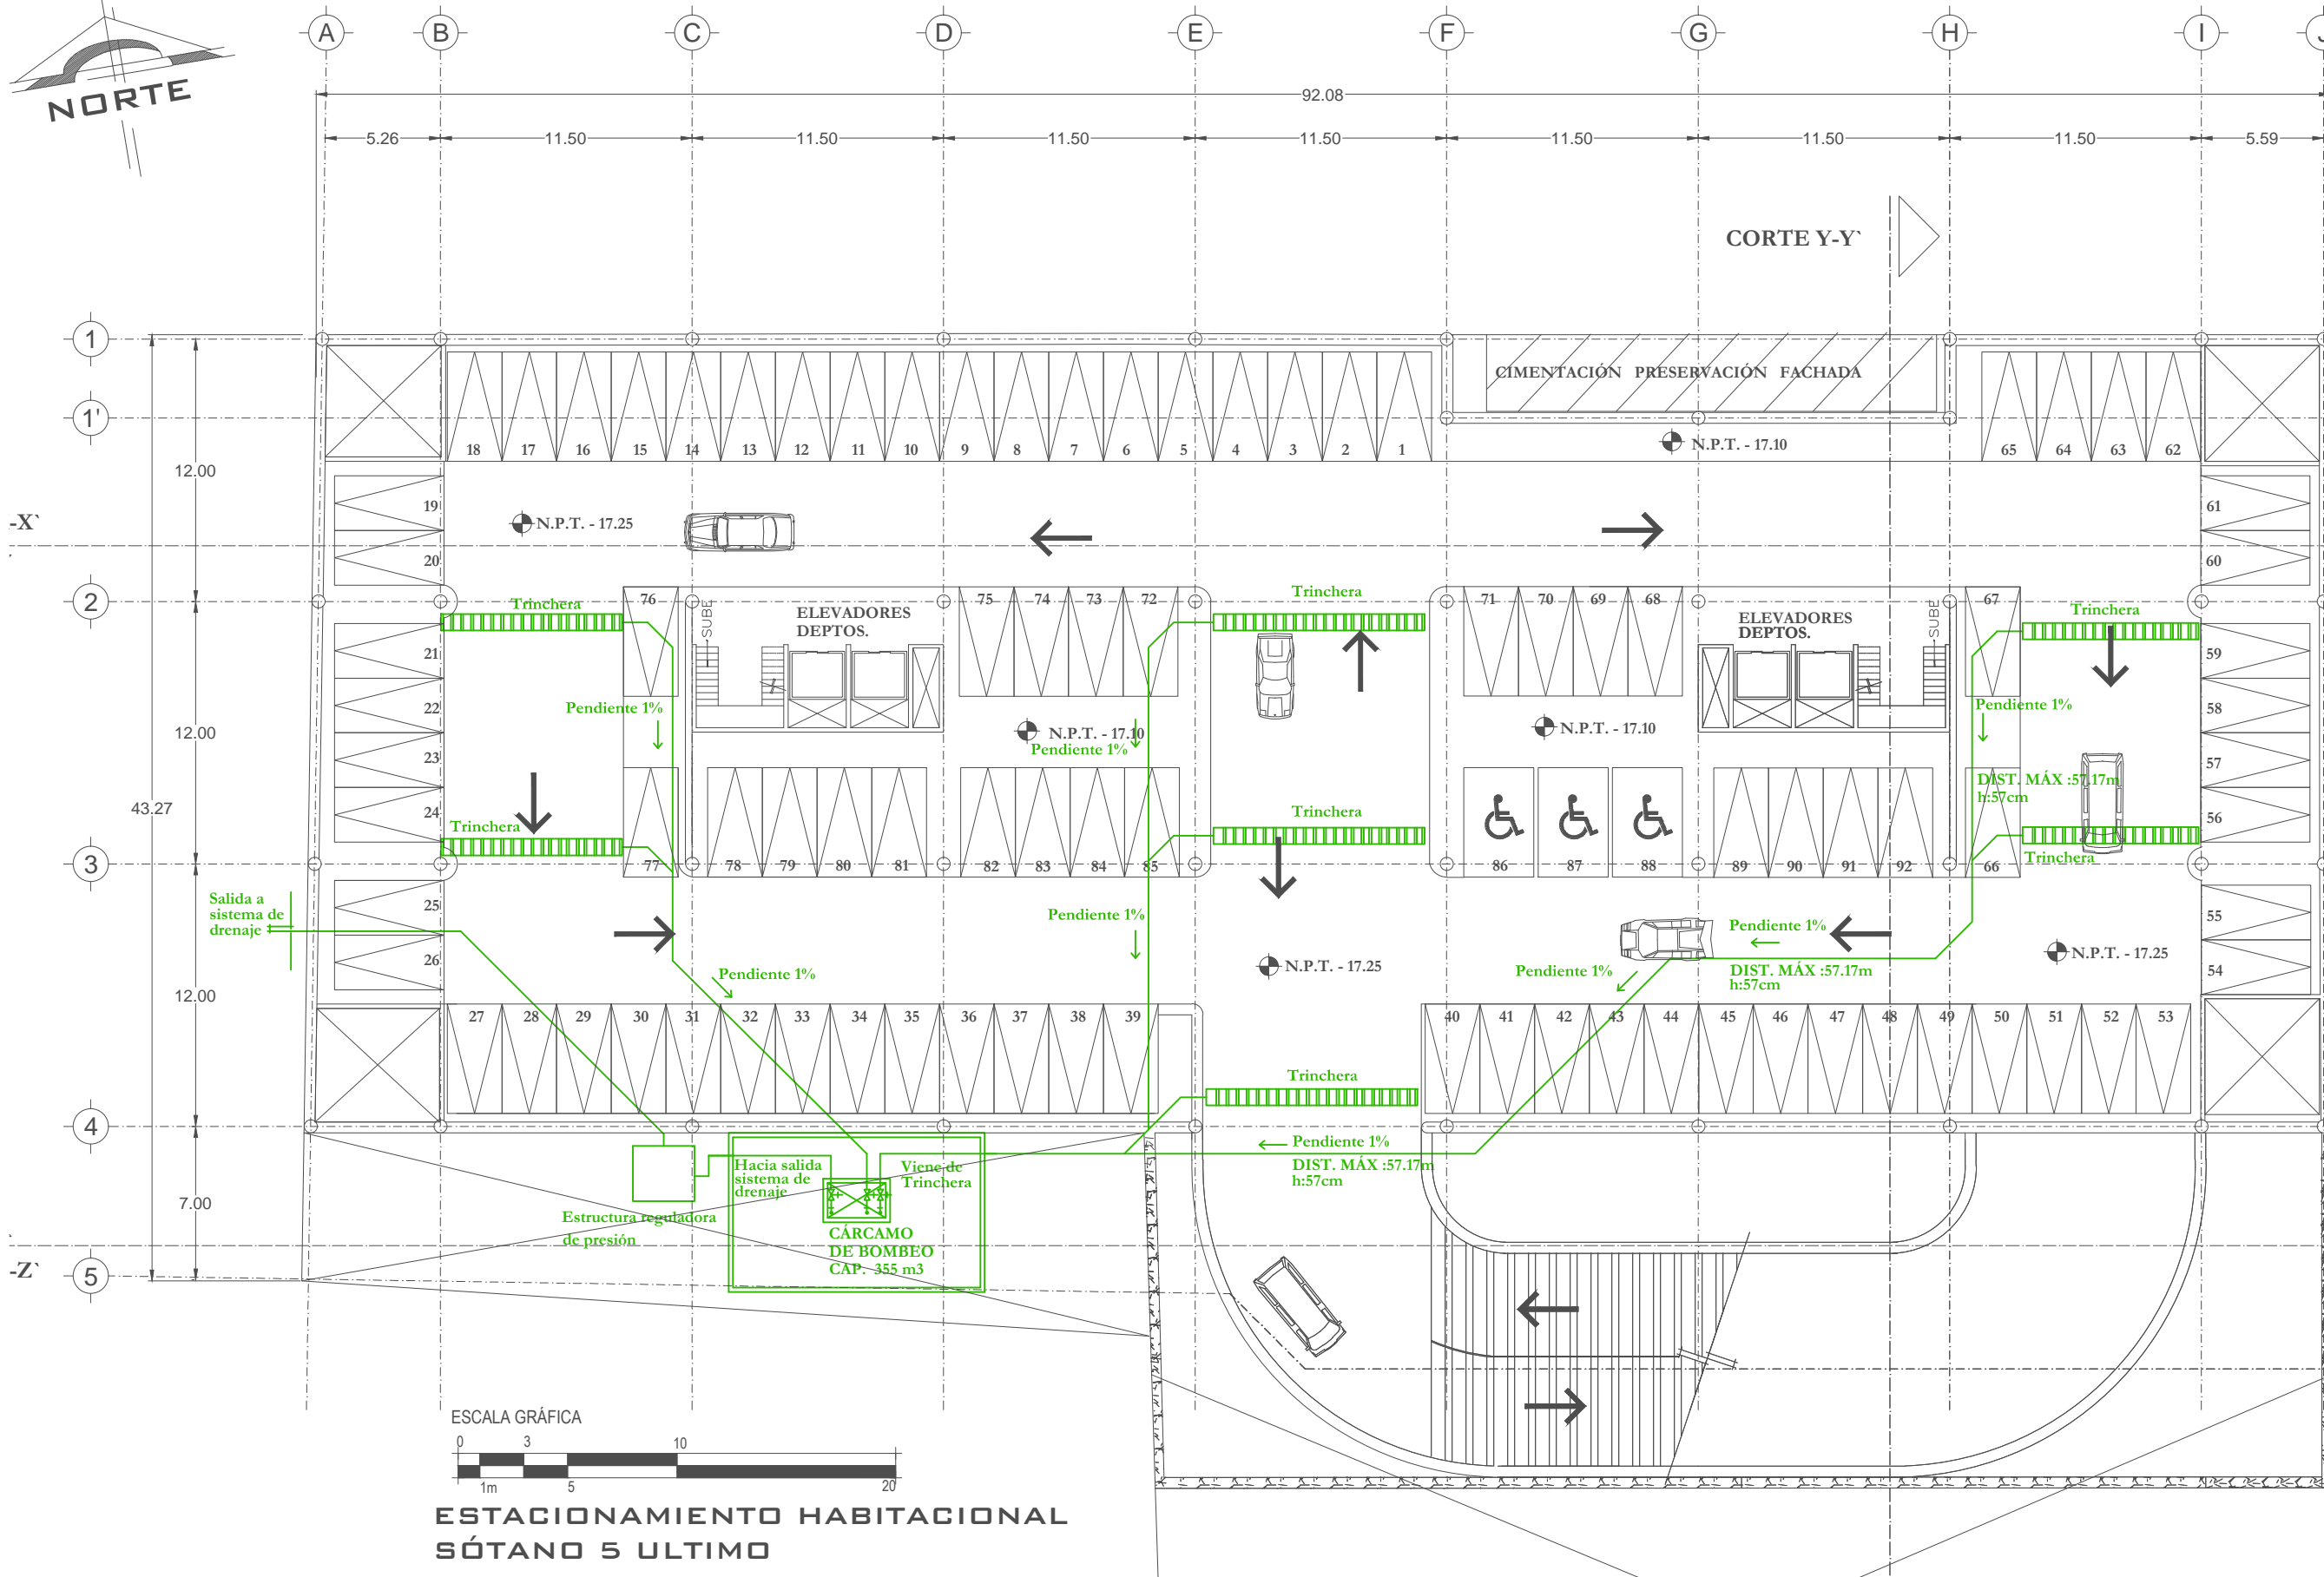 A B C D E F G H I J
NORTE
92.08
5.26 11.50 11.50 11.50 11.50 11.50 11.50 11.50 5.59
CORTE Y-Y`
1
CIMENTACIÓN PRESERVACIÓN FACHADA
1'
18 17 16 15 14 13 12 11 10 9 8 7 6 5 4 3 2 1
N.P.T. - 17.10
65 64 63 62
12.00
19
61
-X`
N.P.T. - 17.25
20
60
2
Trinchera
76
SUBE
ELEVADORES
DEPTOS.
75 74 73 72
Trinchera
71 70 69 68
ELEVADORES
DEPTOS.
SUBE
67
Trinchera
21
59
22
58
Pendiente 1%
Pendiente 1%
12.00
N.P.T. - 17.10
Pendiente 1%
N.P.T. - 17.10
23
57
DIST. MÁX :57.17m
h:57cm
43.27
24
56
Trinchera
Trinchera
Trinchera
3
77 78 79 80 81 82 83 84 85 86 87 88 89 90 91 92 66
Salida a
sistema de
drenaje
25
55
Pendiente 1%
Pendiente 1%
26
54
N.P.T. - 17.25
N.P.T. - 17.25
Pendiente 1%
Pendiente 1%
DIST. MÁX :57.17m
h:57cm
12.00
27 28 29 30 31 32 33 34 35 36 37 38 39
40 41 42 43 44 45 46 47 48 49 50 51 52 53
Trinchera
4
Pendiente 1%
DIST. MÁX :57.17m
h:57cm
Hacia salida
sistema de
drenaje
Viene de
Trinchera
7.00
Estructura reguladora
de presión
CÁRCAMO
DE BOMBEO
CAP. 355 m3
-Z`
5
ESCALA GRÁFICA
0 3 10
1m 5 20
ESTACIONAMIENTO HABITACIONAL
SÓTANO 5 ULTIMO